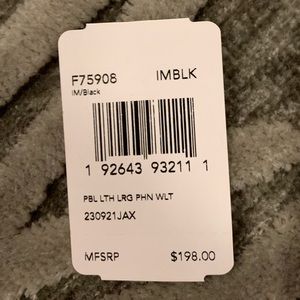 F75908 IMBLK
IM/Black
1 92643 93211 1
PBL LTH LRG PHN WLT
230921JAX
MFSRP $198.00